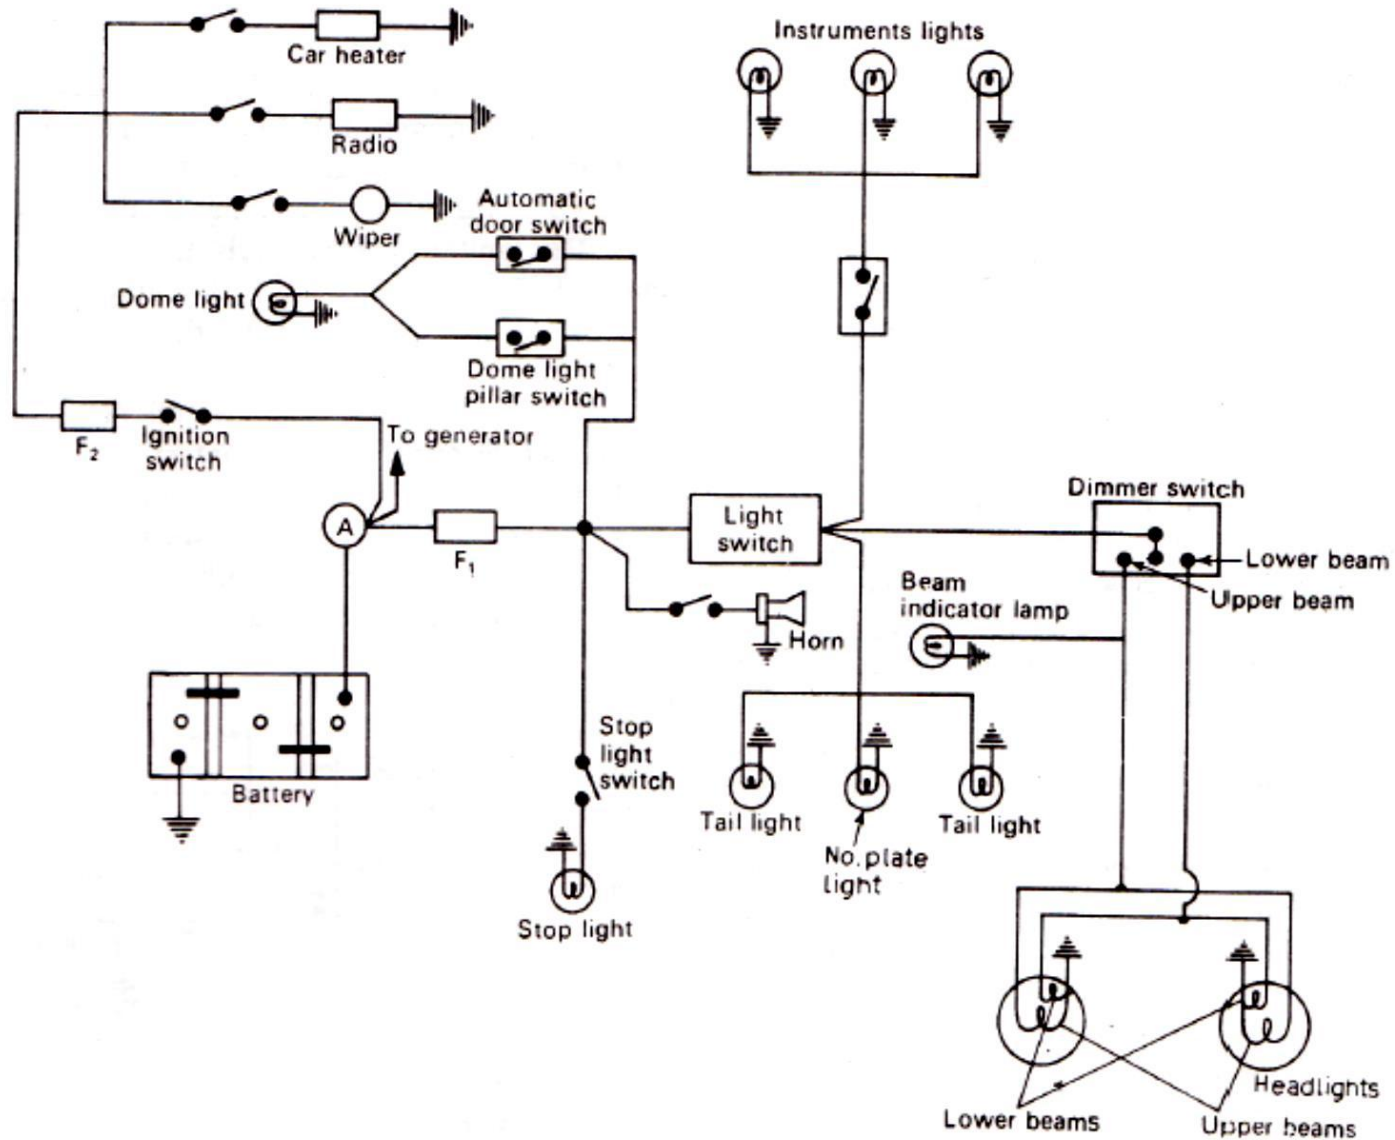 Car heater
Instruments lights
Radio
Automatic
door switch
Wiper
Dome light
Dome light
pillar switch
F2
Ignition
switch
To generator
A
F1
Light
switch
Dimmer switch
Lower beam
Upper beam
Beam
indicator lamp
Horn
Battery
Stop
light
switch
Stop light
Tail light
No. plate
light
Tail light
Headlights
Lower beams
Upper beams